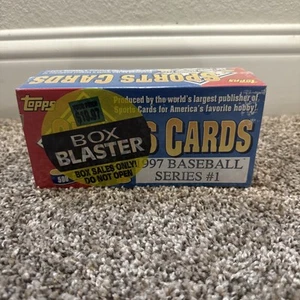 SPORTS CARDS
Topps
Produced by the world's largest publisher of
Sports Cards for America's favorite hobby!
S CARDS
BOX
BLASTER
BOX SALES ONLY!
DO NOT OPEN
997 BASEBALL
SERIES #1